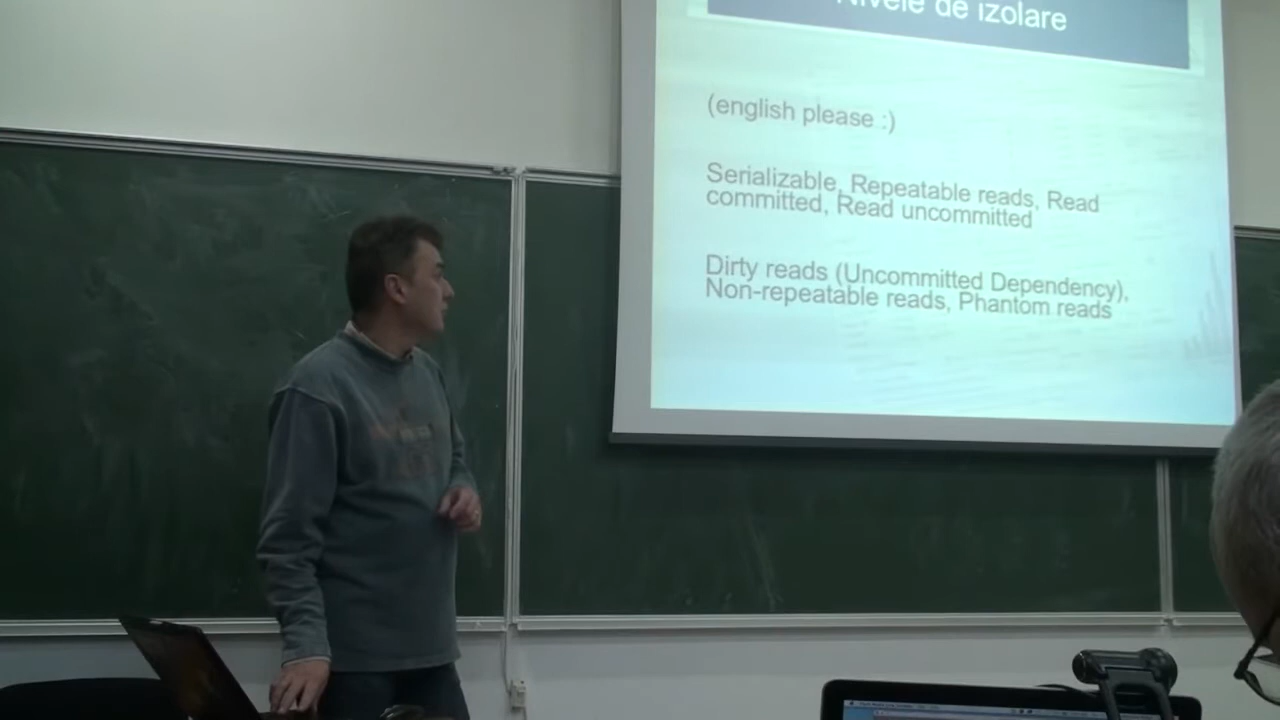 Nivele de izolare
(english please :)
Serializable, Repeatable reads, Read
committed, Read uncommitted
Dirty reads (Uncommitted Dependency),
Non-repeatable reads, Phantom reads